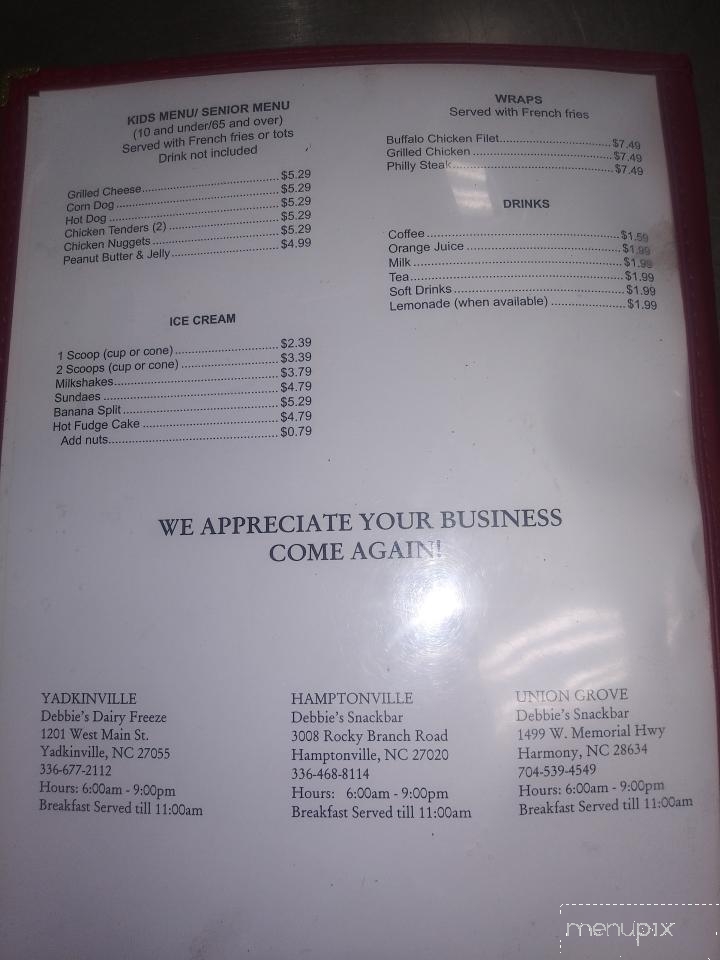 KIDS MENU/ SENIOR MENU
(10 and under/65 and over)
Served with French fries or tots
Drink not included
Grilled Cheese........ $5.29
Corn Dog........ $5.29
Hot Dog........ $5.29
Chicken Tenders (2)........ $5.29
Chicken Nuggets........ $5.29
Peanut Butter & Jelly........ $4.99
ICE CREAM
1 Scoop (cup or cone)........ $2.39
2 Scoops (cup or cone)........ $3.39
Milkshakes........ $3.79
Sundaes........ $4.79
Banana Split........ $5.29
Hot Fudge Cake........ $4.79
Add nuts........ $0.79
WRAPS
Served with French fries
Buffalo Chicken Filet........ $7.49
Grilled Chicken........ $7.49
Philly Steak........ $7.49
DRINKS
Coffee........ $1.59
Orange Juice........ $1.99
Milk........ $1.99
Tea........ $1.99
Soft Drinks........ $1.99
Lemonade (when available)........ $1.99
WE APPRECIATE YOUR BUSINESS
COME AGAIN!
YADKINVILLE
Debbie's Dairy Freeze
1201 West Main St.
Yadkinville, NC 27055
336-677-2112
Hours: 6:00am - 9:00pm
Breakfast Served till 11:00am
HAMPTONVILLE
Debbie's Snackbar
3008 Rocky Branch Road
Hamptonville, NC 27020
336-468-8114
Hours: 6:00am - 9:00pm
Breakfast Served till 11:00am
UNION GROVE
Debbie's Snackbar
1499 W. Memorial Hwy
Harmony, NC 28634
704-539-4549
Hours: 6:00am - 9:00pm
Breakfast Served till 11:00am
menupix